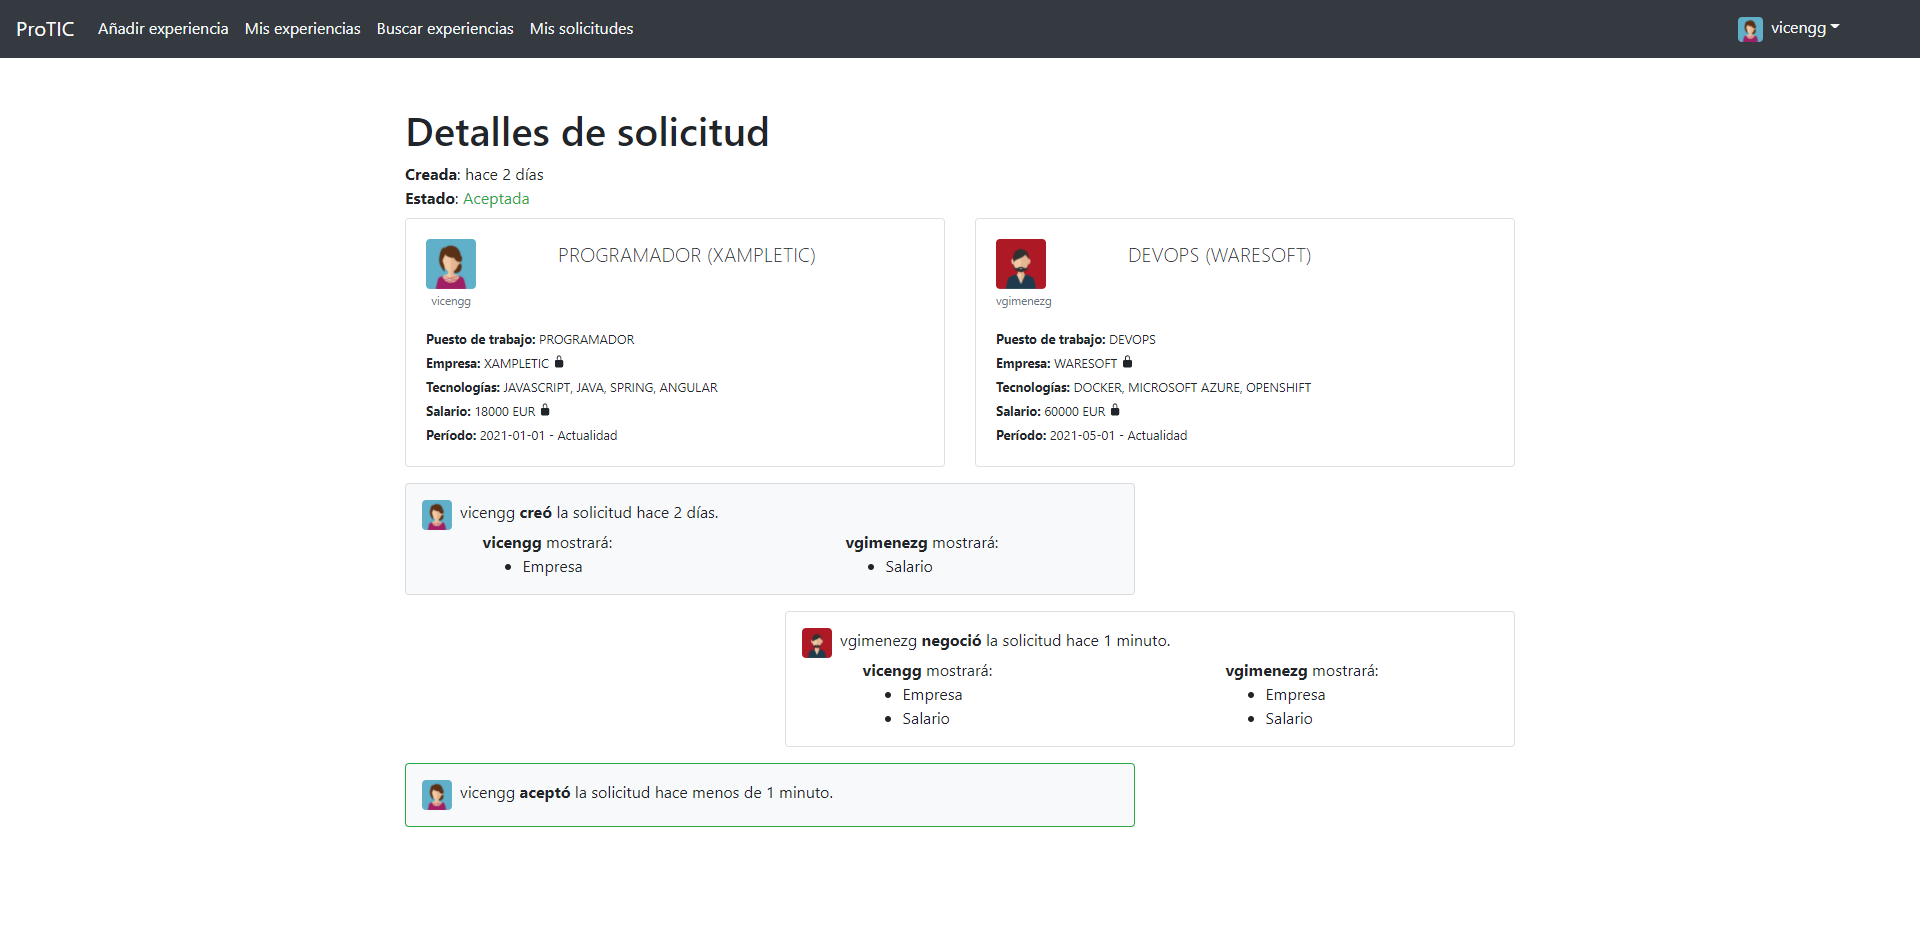 ProTIC Añadir experiencia Mis experiencias Buscar experiencias Mis solicitudes vicengg
Detalles de solicitud
Creada: hace 2 días
Estado: Aceptada
PROGRAMADOR (XAMPLETIC)
vicengg
Puesto de trabajo: PROGRAMADOR
Empresa: XAMPLETIC
Tecnologías: JAVASCRIPT, JAVA, SPRING, ANGULAR
Salario: 18000 EUR
Período: 2021-01-01 - Actualidad
DEVOPS (WARESOFT)
vgimenezg
Puesto de trabajo: DEVOPS
Empresa: WARESOFT
Tecnologías: DOCKER, MICROSOFT AZURE, OPENSHIFT
Salario: 60000 EUR
Período: 2021-05-01 - Actualidad
vicengg creó la solicitud hace 2 días.
vicengg mostrará:
• Empresa
vgimenezg mostrará:
• Salario
vgimenezg negoció la solicitud hace 1 minuto.
vicengg mostrará:
• Empresa
• Salario
vgimenezg mostrará:
• Empresa
• Salario
vicengg aceptó la solicitud hace menos de 1 minuto.